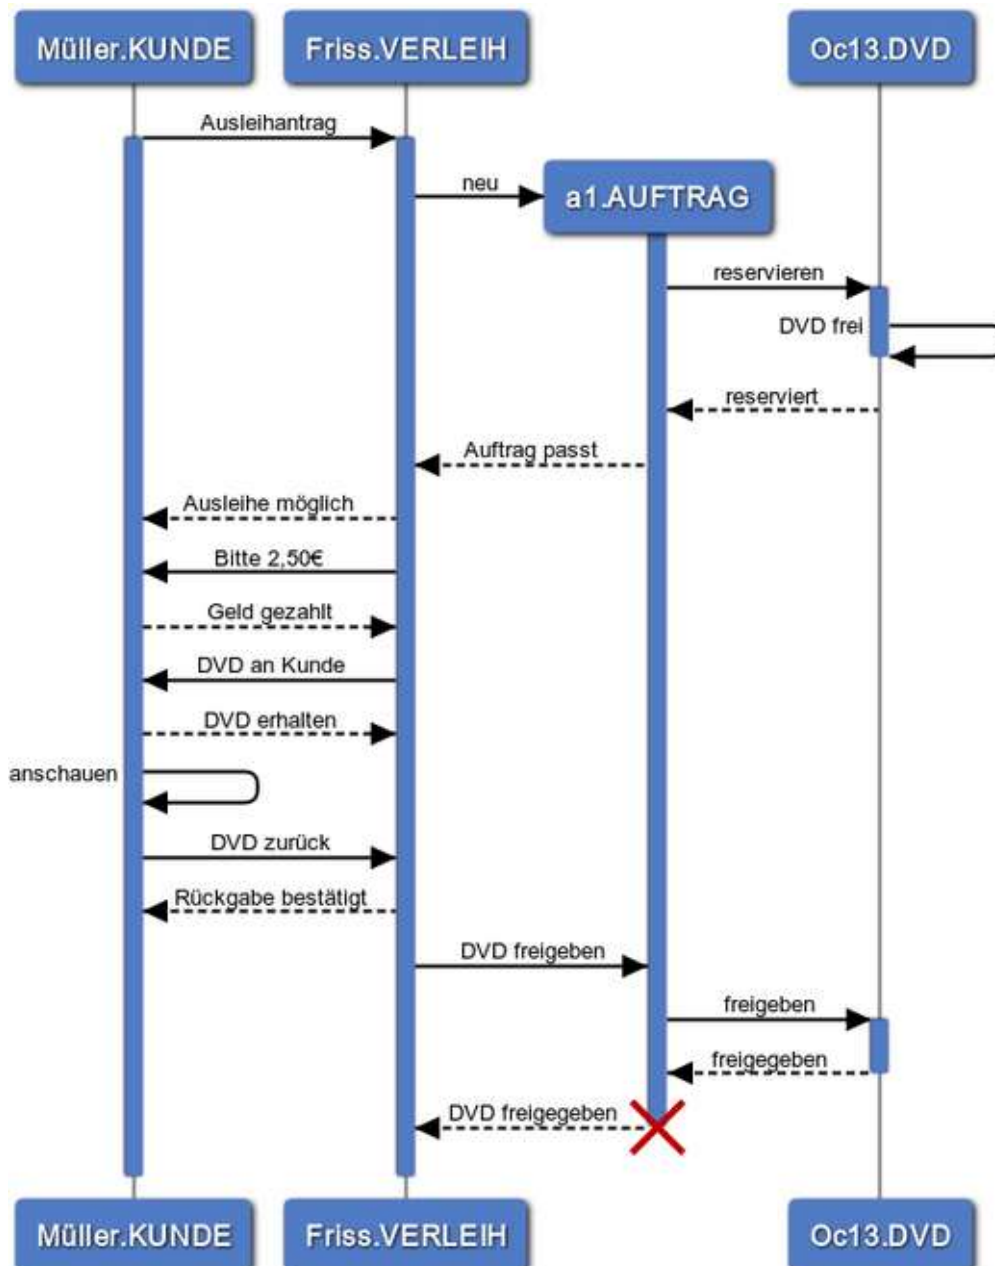 Müller.KUNDE
Friss.VERLEIH
Oc13.DVD
Ausleihantrag
neu
a1.AUFTRAG
reservieren
DVD frei
reserviert
Auftrag passt
Ausleihe möglich
Bitte 2,50€
Geld gezahlt
DVD an Kunde
DVD erhalten
anschauen
DVD zurück
Rückgabe bestätigt
DVD freigeben
freigeben
freigegeben
DVD freigegeben
Müller.KUNDE
Friss.VERLEIH
Oc13.DVD